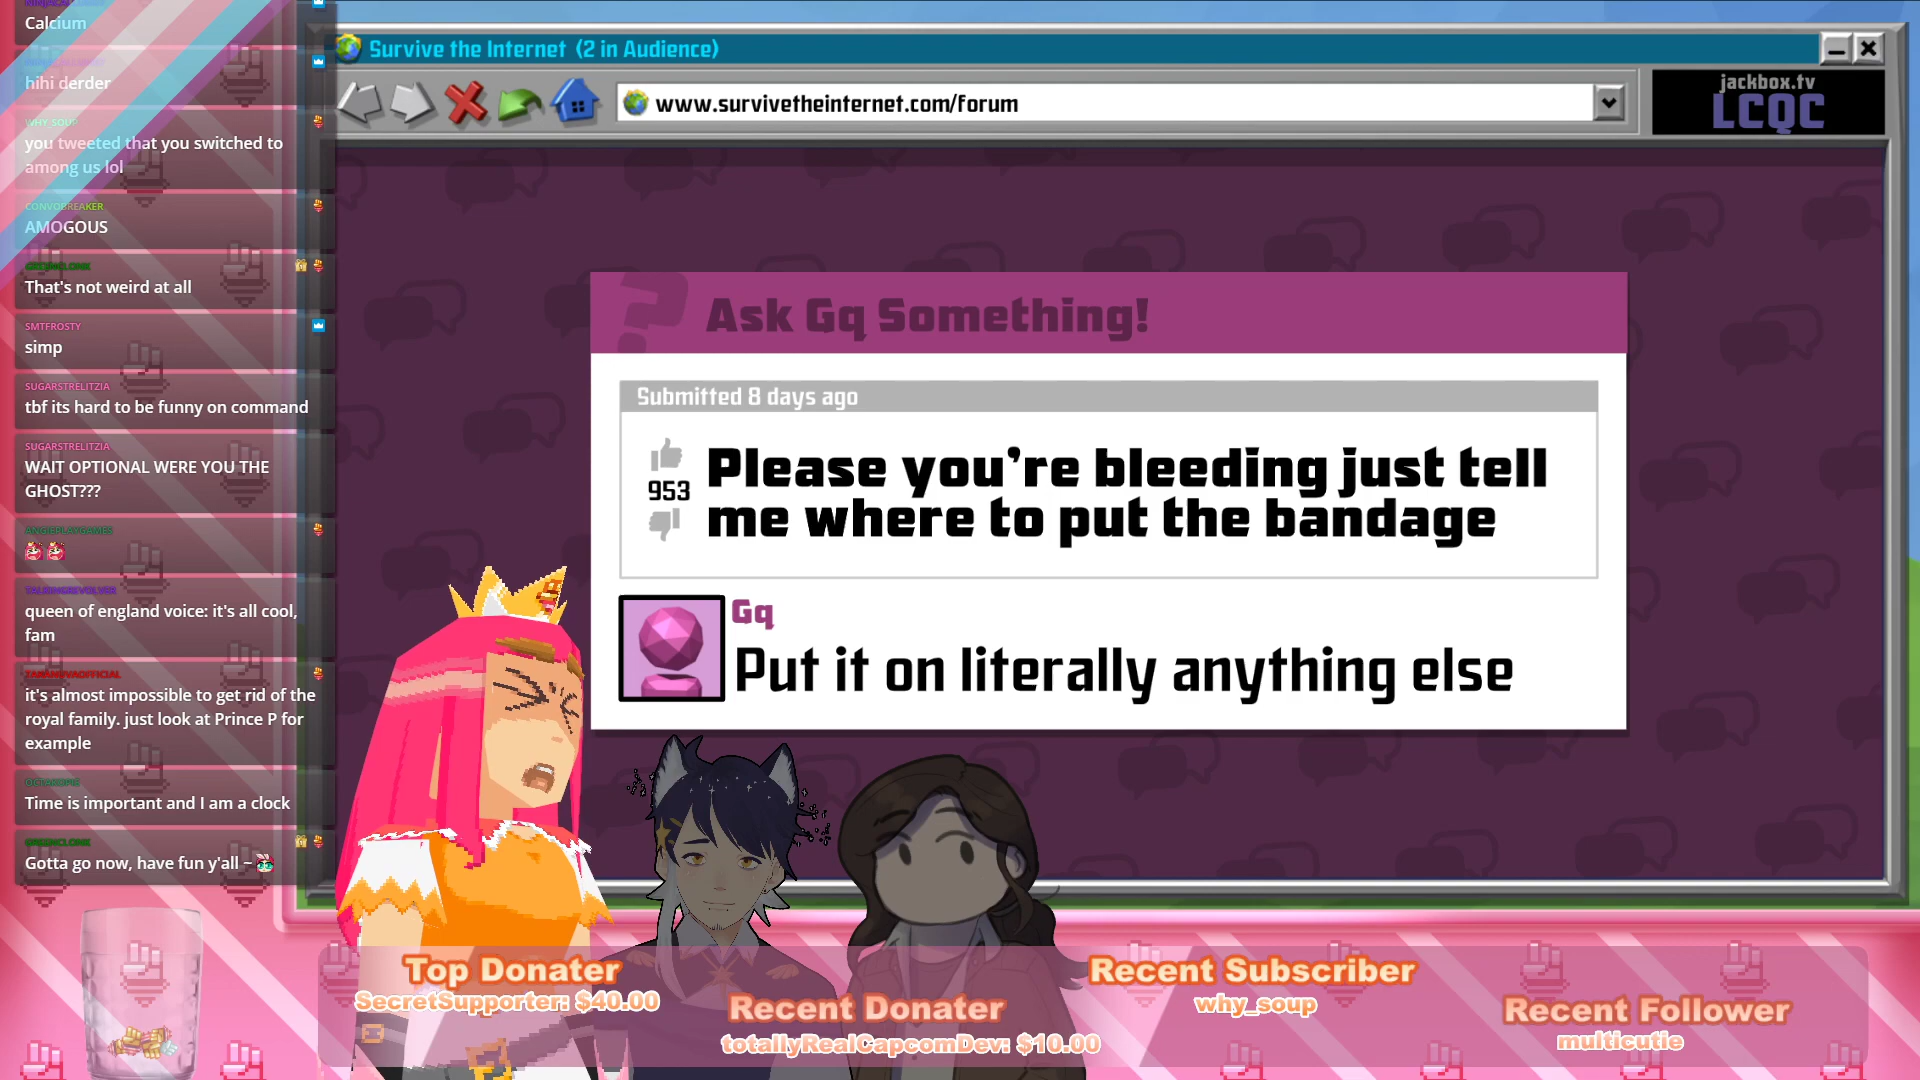 Calcium
hihi derder
WHY_SOUP
you tweeted that you switched to
among us lol
CONVOBREAKER
AMOGOUS
GREENCLONK
That's not weird at all
SMTFROSTY
simp
SUGARSTRELITZIA
tbf its hard to be funny on command
SUGARSTRELITZIA
WAIT OPTIONAL WERE YOU THE
GHOST???
ANGIEPLAYGAMES
TALKINGREVOLVER
queen of england voice: it's all cool,
fam
it's almost impossible to get rid of the
royal family. just look at Prince P for
example
Time is important and I am a clock
GREENCLONK
Gotta go now, have fun y'all ~
Survive the Internet (2 in Audience)
www.survivetheinternet.com/forum
jackbox.tv
LCQC
Ask Gq Something!
Submitted 8 days ago
953
Please you're bleeding just tell
me where to put the bandage
Gq
Put it on literally anything else
Top Donater
SecretSupporter: $40.00
Recent Donater
totallyRealCapcomDev: $10.00
Recent Subscriber
why_soup
Recent Follower
multicutie